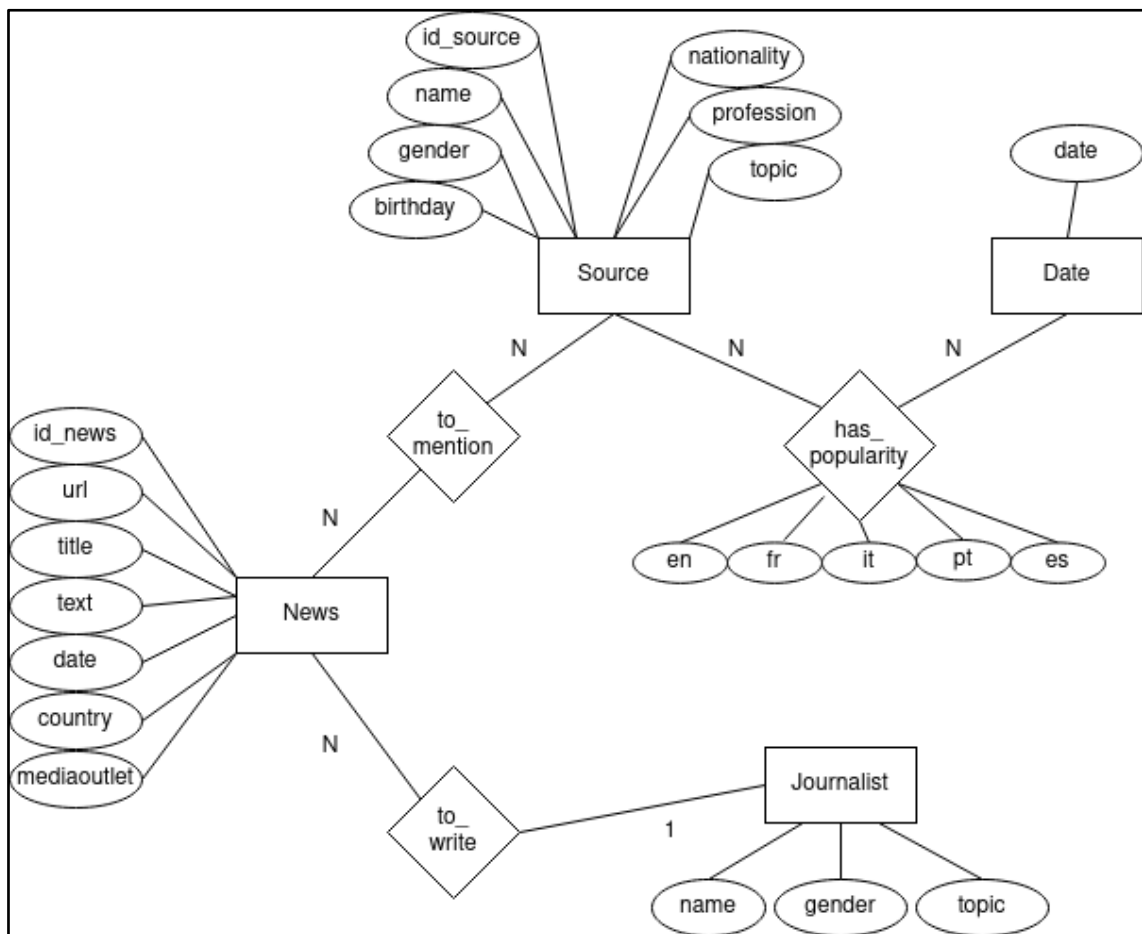 id_source
name
gender
birthday
nationality
profession
topic
date
Source
Date
N
N
N
to_
mention
has_
popularity
N
en
fr
it
pt
es
id_news
url
title
text
date
country
mediaoutlet
News
N
to_
write
1
Journalist
name
gender
topic